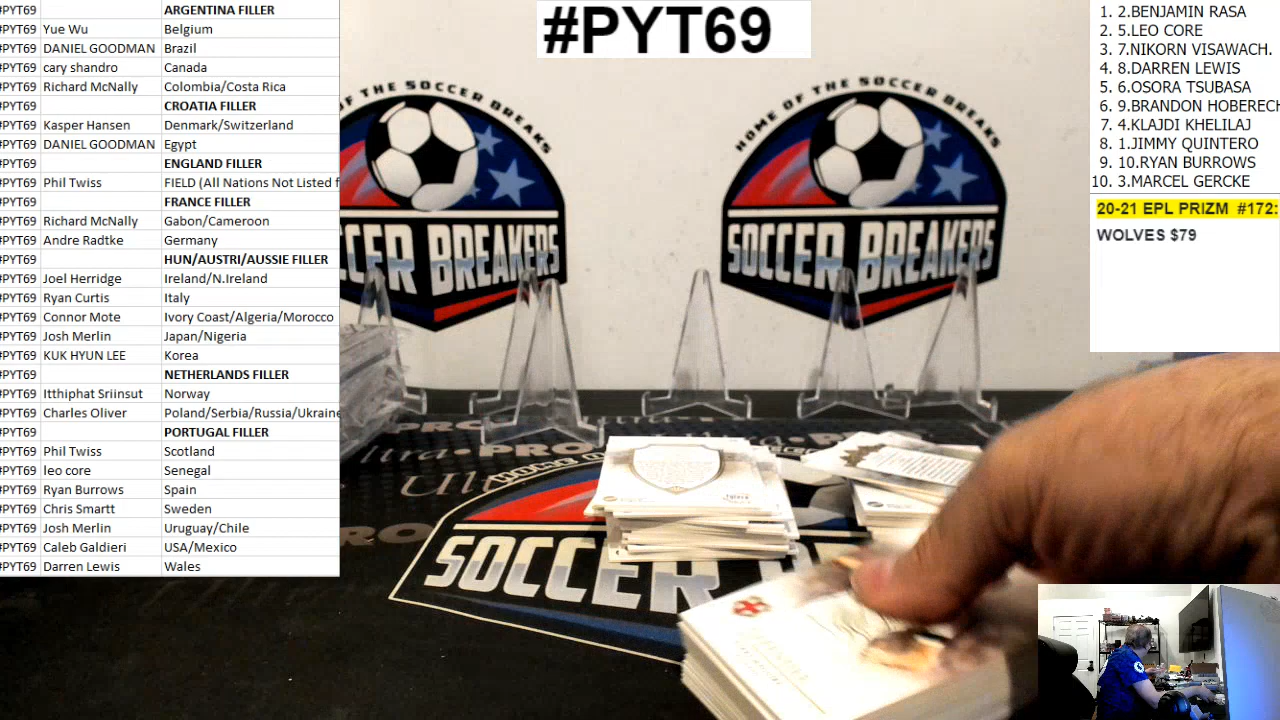 #PYT69 ARGENTINA FILLER
#PYT69 Yue Wu Belgium
#PYT69 DANIEL GOODMAN Brazil
#PYT69 cary shandro Canada
#PYT69 Richard McNally Colombia/Costa Rica
#PYT69 CROATIA FILLER
#PYT69 Kasper Hansen Denmark/Switzerland
#PYT69 DANIEL GOODMAN Egypt
#PYT69 ENGLAND FILLER
#PYT69 Phil Twiss FIELD (All Nations Not Listed f
#PYT69 FRANCE FILLER
#PYT69 Richard McNally Gabon/Cameroon
#PYT69 Andre Radtke Germany
#PYT69 HUN/AUSTRI/AUSSIE FILLER
#PYT69 Joel Herridge Ireland/N.Ireland
#PYT69 Ryan Curtis Italy
#PYT69 Connor Mote Ivory Coast/Algeria/Morocco
#PYT69 Josh Merlin Japan/Nigeria
#PYT69 KUK HYUN LEE Korea
#PYT69 NETHERLANDS FILLER
#PYT69 Itthiphat Sriinsut Norway
#PYT69 Charles Oliver Poland/Serbia/Russia/Ukraine
#PYT69 PORTUGAL FILLER
#PYT69 Phil Twiss Scotland
#PYT69 leo core Senegal
#PYT69 Ryan Burrows Spain
#PYT69 Chris Smartt Sweden
#PYT69 Josh Merlin Uruguay/Chile
#PYT69 Caleb Galdieri USA/Mexico
#PYT69 Darren Lewis Wales
#PYT69
OF THE SOCCER BREAKS
CCER BREAKERS
HOME OF THE SOCCER BREAKS
SOCCER BREAKERS
1. 2.BENJAMIN RASA
2. 5.LEO CORE
3. 7.NIKORN VISAWACH.
4. 8.DARREN LEWIS
5. 6.OSORA TSUBASA
6. 9.BRANDON HOBERECH
7. 4.KLAJDI KHELILAJ
8. 1.JIMMY QUINTERO
9. 10.RYAN BURROWS
10. 3.MARCEL GERCKE
20-21 EPL PRIZM #172:
WOLVES $79
Ultra PRO
SOCCER